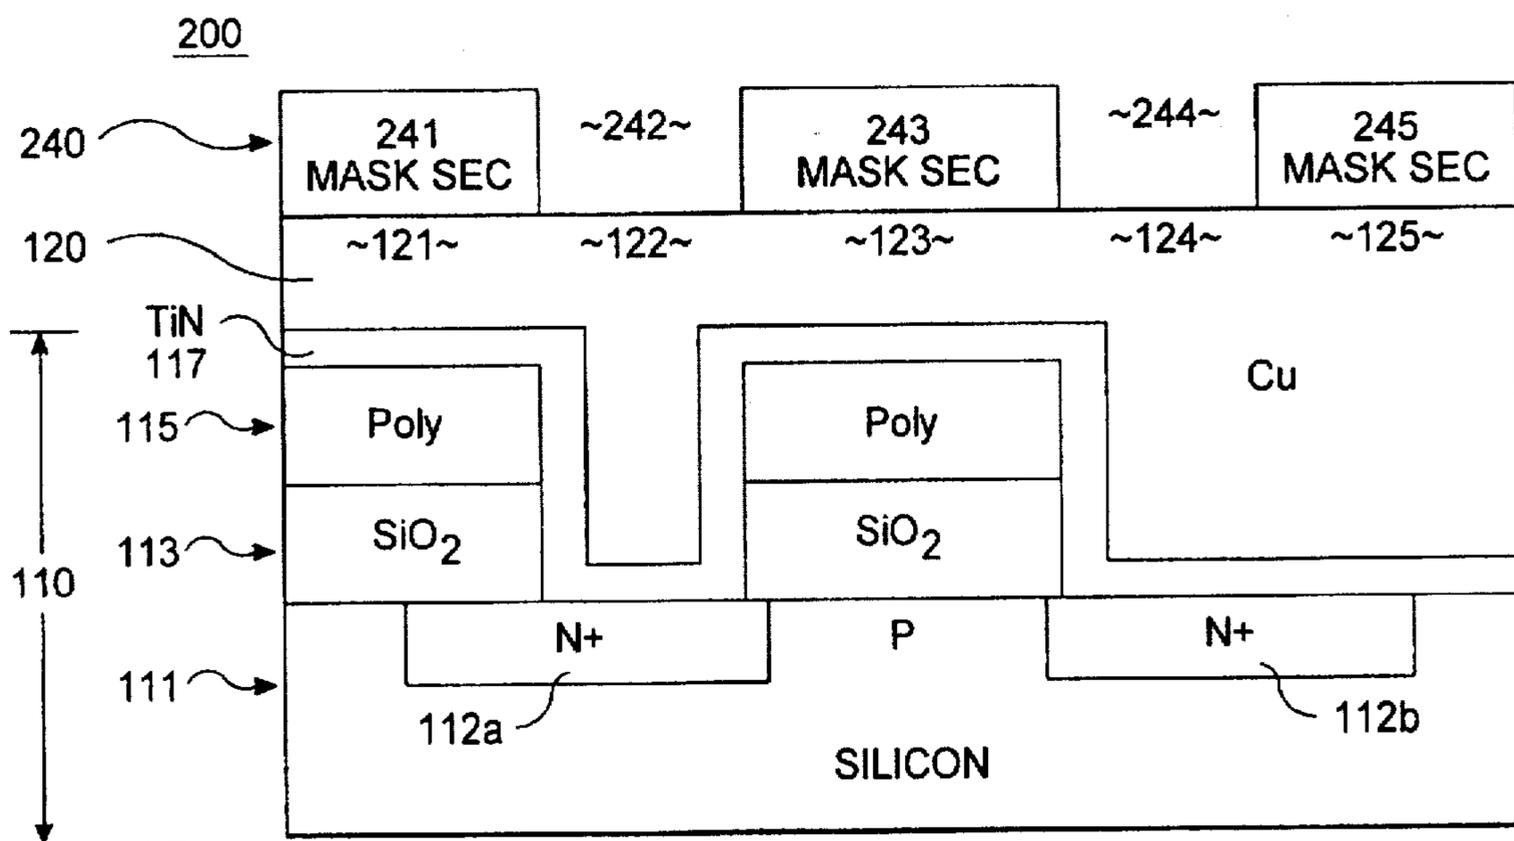 200
240
241
MASK SEC
~242~
243
MASK SEC
~244~
245
MASK SEC
120
~121~
~122~
~123~
~124~
~125~
TiN
117
Cu
115
Poly
Poly
113
SiO2
SiO2
110
111
N+
P
N+
112a
112b
SILICON